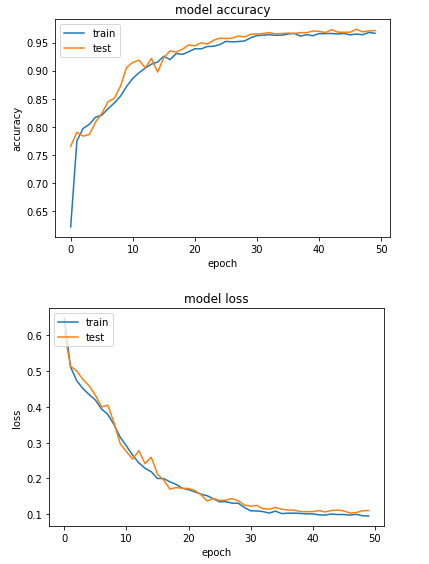 model accuracy
train
test
0.95
0.90
0.85
0.80
0.75
0.70
0.65
accuracy
0 10 20 30 40 50
epoch
model loss
train
test
0.6
0.5
0.4
0.3
0.2
0.1
loss
0 10 20 30 40 50
epoch